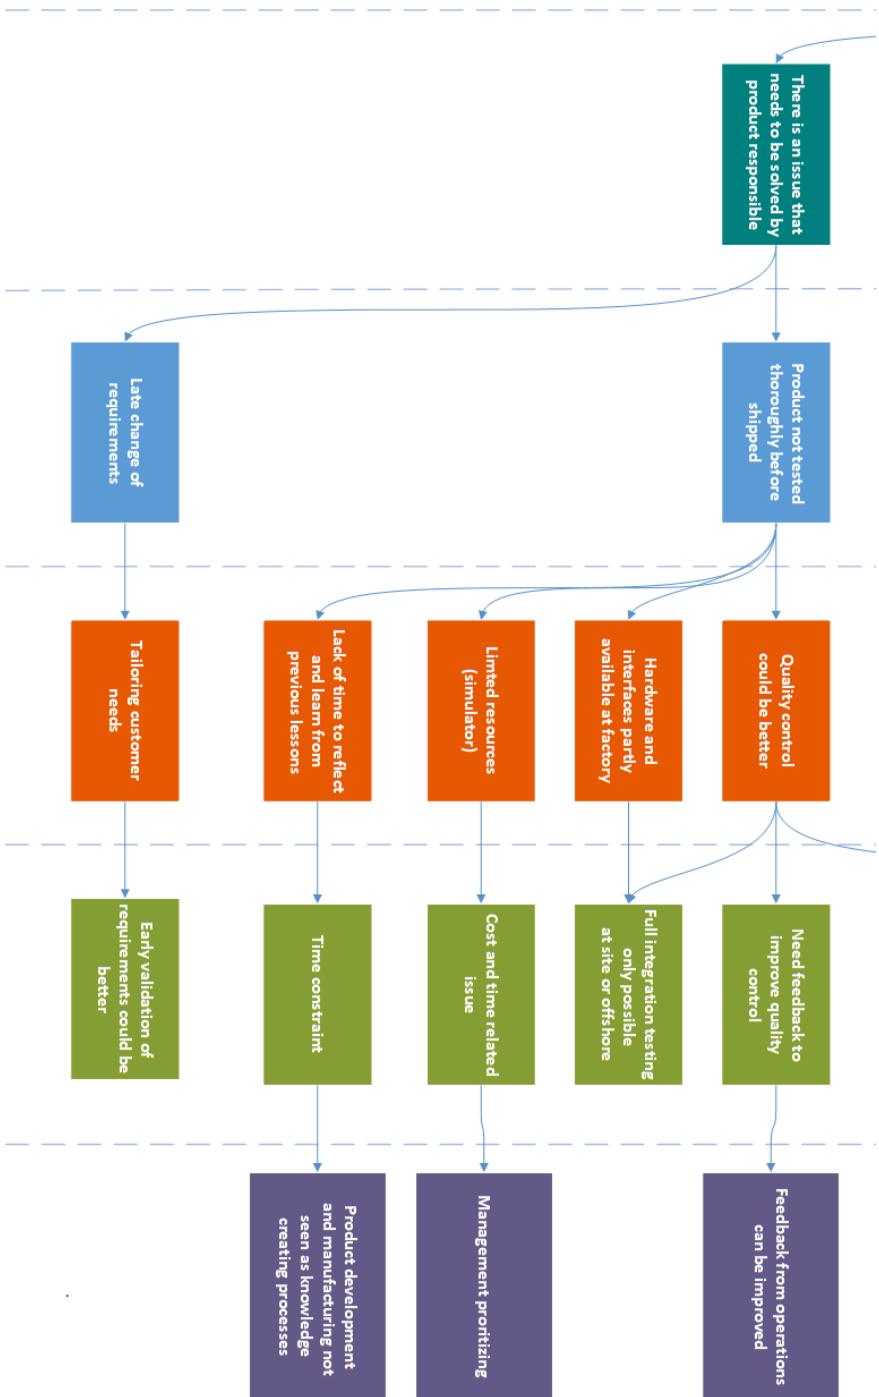 There is an issue that
needs to be solved by
product responsible
Product not tested
thoroughly before
shipped
Late change of
requirements
Quality control
could be better
Hardware and
interfaces partly
available at factory
Limted resources
(simulator)
Lack of time to reflect
and learn from
previous lessons
Tailoring customer
needs
Need feedback to
improve quality
control
Full integration testing
only possible
at site or offshore
Cost and time related
issue
Time constraint
Early validation of
requirements could be
better
Feedback from operations
can be improved
Management proritizing
Product development
and manufacturing not
seen as knowledge
creating processes